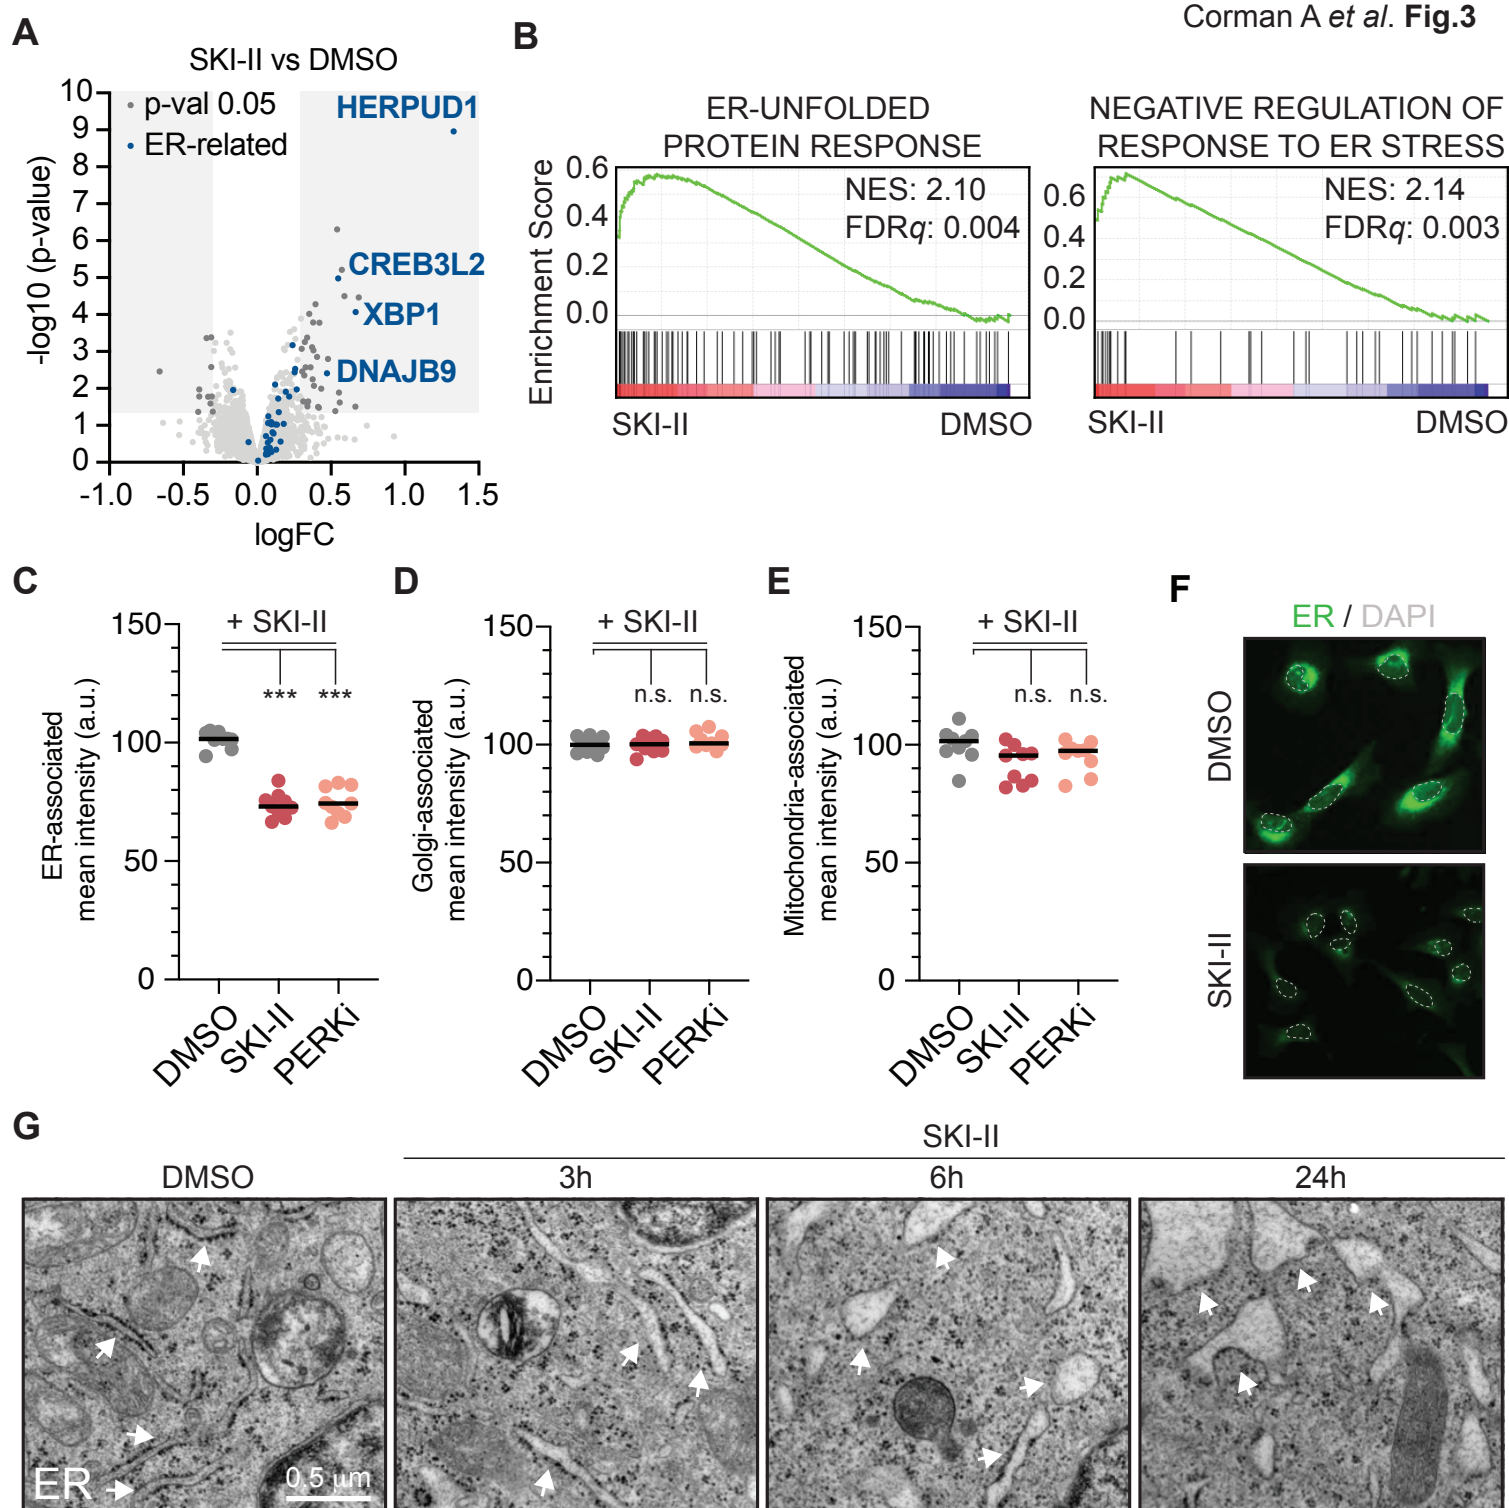 Corman A et al. Fig.3
A
SKI-II vs DMSO
10
9
8
7
6
5
4
3
2
1
0
-log10 (p-value)
p-val 0.05
ER-related
HERPUD1
CREB3L2
XBP1
DNAJB9
-1.0 -0.5 0.0 0.5 1.0 1.5
logFC
B
ER-UNFOLDED
PROTEIN RESPONSE
Enrichment Score
0.6
0.4
0.2
0.0
NES: 2.10
FDRq: 0.004
SKI-II DMSO
NEGATIVE REGULATION OF
RESPONSE TO ER STRESS
0.6
0.4
0.2
0.0
NES: 2.14
FDRq: 0.003
SKI-II DMSO
C
+ SKI-II
*** ***
150
100
50
0
ER-associated
mean intensity (a.u.)
DMSO
SKI-II
PERKi
D
+ SKI-II
n.s. n.s.
150
100
50
0
Golgi-associated
mean intensity (a.u.)
DMSO
SKI-II
PERKi
E
+ SKI-II
n.s. n.s.
150
100
50
0
Mitochondria-associated
mean intensity (a.u.)
DMSO
SKI-II
PERKi
F
ER / DAPI
DMSO
SKI-II
G
SKI-II
DMSO 3h 6h 24h
ER
0.5 µm